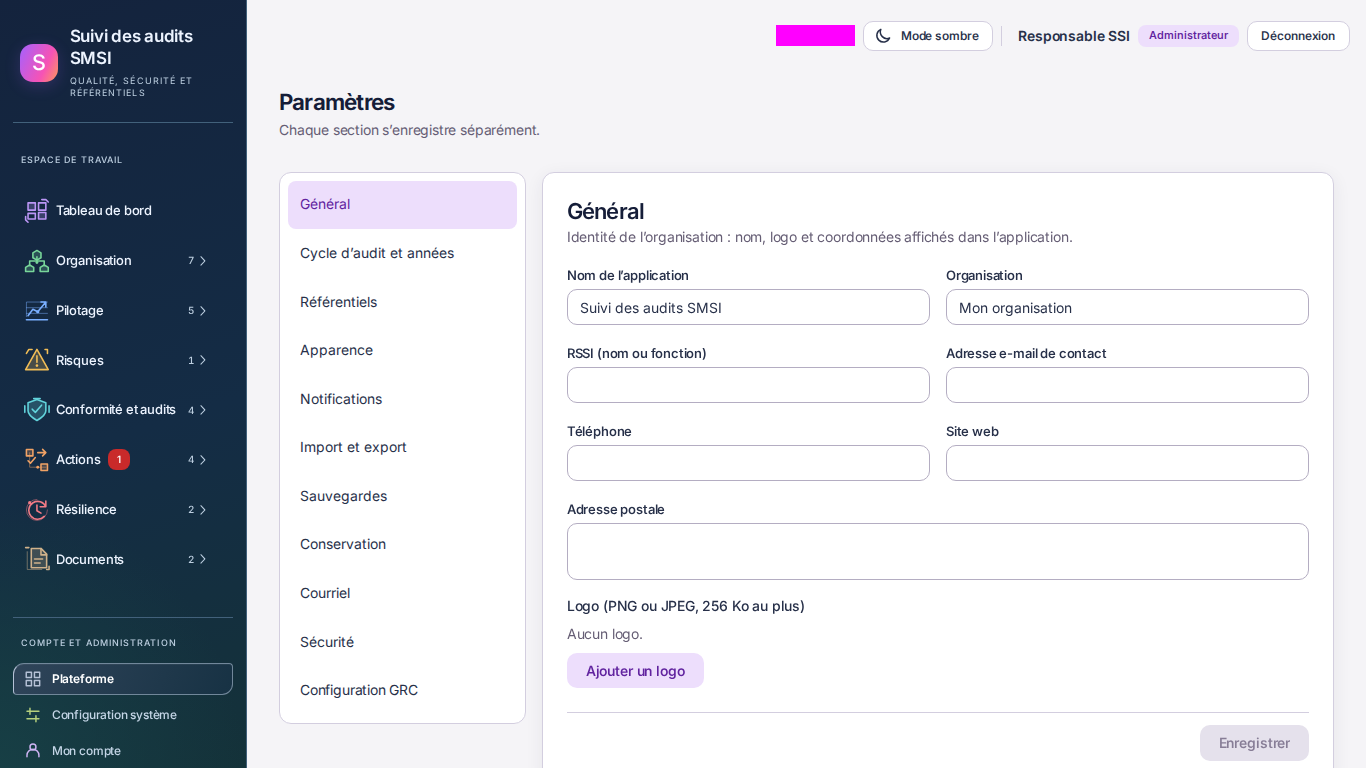 S
Suivi des audits
SMSI
QUALITÉ, SÉCURITÉ ET
RÉFÉRENTIELS
Mode sombre
Responsable SSI
Administrateur
Déconnexion
ESPACE DE TRAVAIL
Tableau de bord
Organisation 7
Pilotage 5
Risques 1
Conformité et audits 4
Actions 1 4
Résilience 2
Documents 2
COMPTE ET ADMINISTRATION
Plateforme
Configuration système
Mon compte
Paramètres
Chaque section s’enregistre séparément.
Général
Cycle d’audit et années
Référentiels
Apparence
Notifications
Import et export
Sauvegardes
Conservation
Courriel
Sécurité
Configuration GRC
Général
Identité de l’organisation : nom, logo et coordonnées affichés dans l’application.
Nom de l’application
Suivi des audits SMSI
Organisation
Mon organisation
RSSI (nom ou fonction)
Adresse e-mail de contact
Téléphone
Site web
Adresse postale
Logo (PNG ou JPEG, 256 Ko au plus)
Aucun logo.
Ajouter un logo
Enregistrer